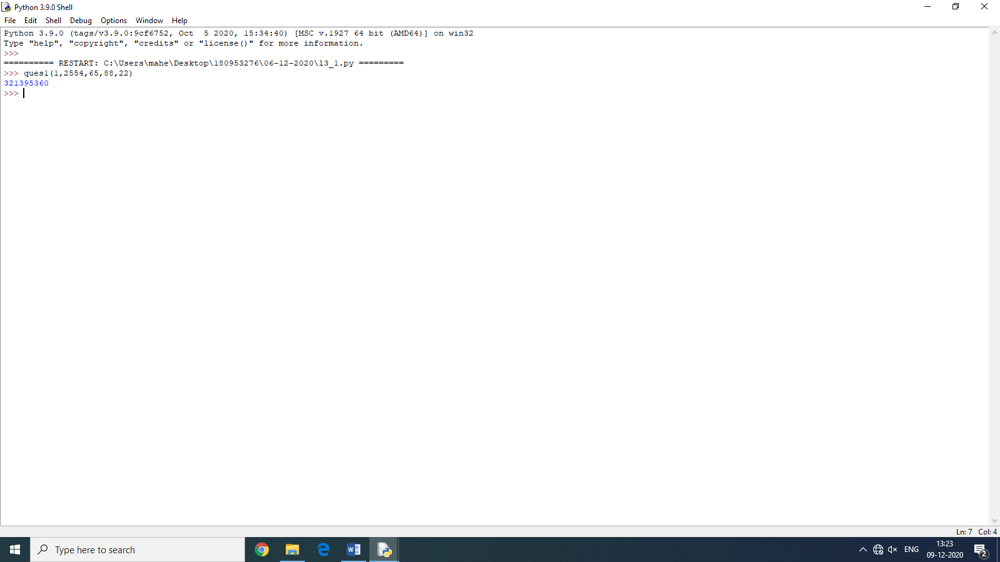 Python 3.9.0 Shell
File Edit Shell Debug Options Window Help
Python 3.9.0 (tags/v3.9.0:9cf6752, Oct  5 2020, 15:34:40) [MSC v.1927 64 bit (AMD64)] on win32
Type "help", "copyright", "credits" or "license()" for more information.
>>>
========== RESTART: C:\Users\mahe\Desktop\180953276\06-12-2020\l3_1.py =========
>>> ques1(1,2554,65,88,22)
321395360
>>>
Ln: 7 Col: 4
Type here to search
ENG
13:23
09-12-2020
2